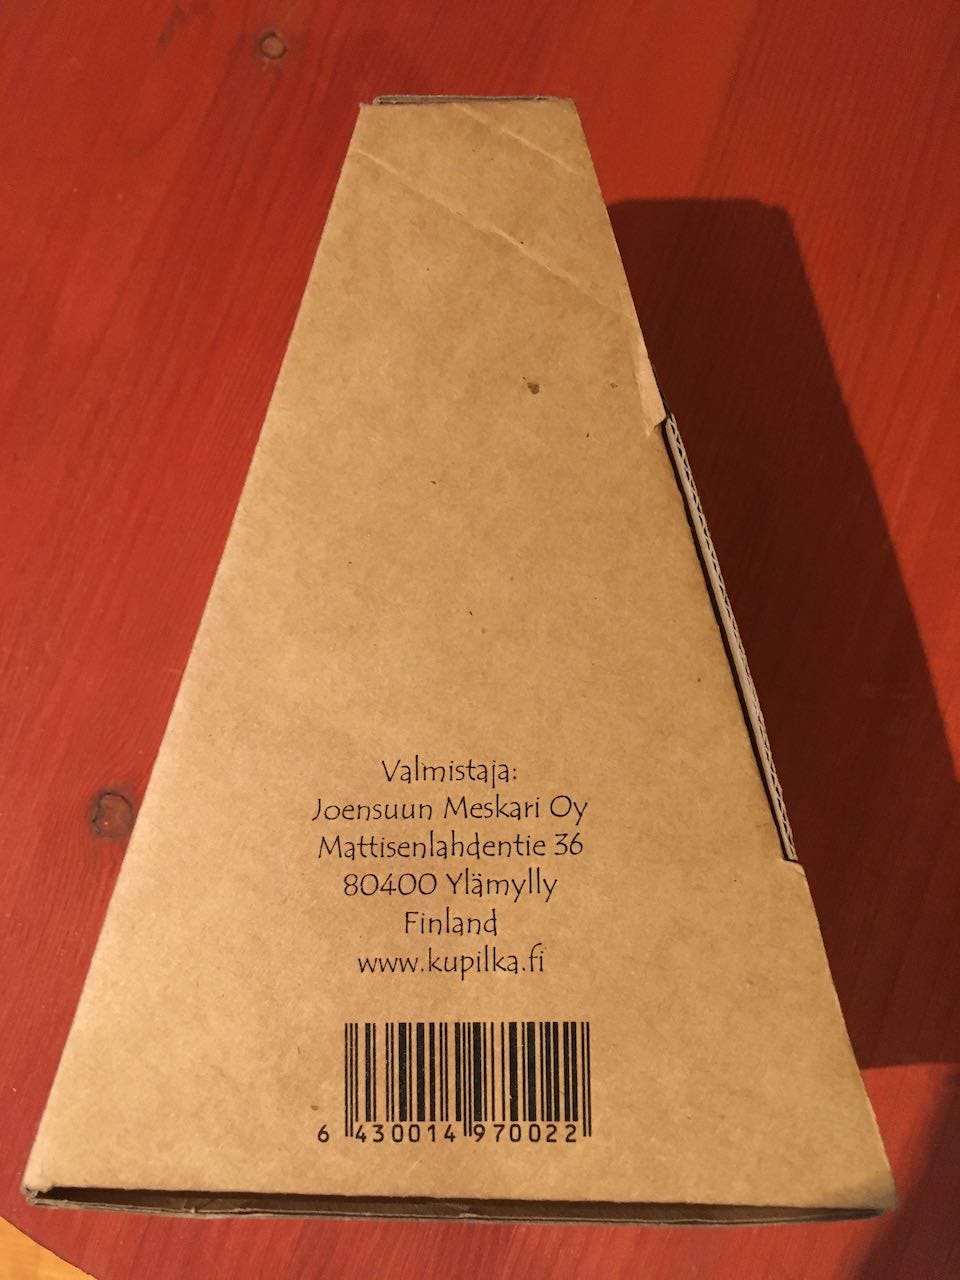 Valmistaja:
Joensuun Meskari Oy
Mattisenlahdentie 36
80400 Ylämylly
Finland
www.kupilka.fi
6 430014 970022